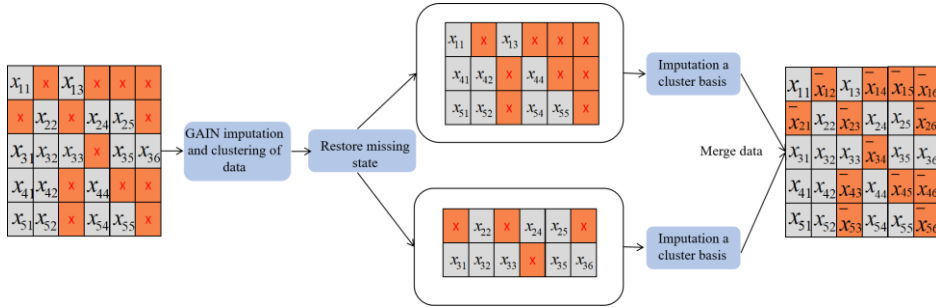 x₁₁ x x₁₃ x x x
x x₂₂ x x₂₄ x₂₅ x
x₃₁ x₃₂ x₃₃ x x₃₅ x₃₆
x₄₁ x₄₂ x x₄₄ x x
x₅₁ x₅₂ x x₅₄ x₅₅ x
GAIN imputation
and clustering of
data
Restore missing
state
x₁₁ x x₁₃ x x x
x₄₁ x₄₂ x x₄₄ x x
x₅₁ x₅₂ x x₅₄ x₅₅ x
x x₂₂ x x₂₄ x₂₅ x
x₃₁ x₃₂ x₃₃ x x₃₅ x₃₆
Imputation a
cluster basis
Imputation a
cluster basis
Merge data
x₁₁ x̄₁₂ x₁₃ x̄₁₄ x̄₁₅ x̄₁₆
x̄₂₁ x₂₂ x̄₂₃ x₂₄ x₂₅ x̄₂₆
x₃₁ x₃₂ x₃₃ x̄₃₄ x₃₅ x₃₆
x₄₁ x₄₂ x̄₄₃ x₄₄ x̄₄₅ x̄₄₆
x₅₁ x₅₂ x̄₅₃ x₅₄ x₅₅ x̄₅₆